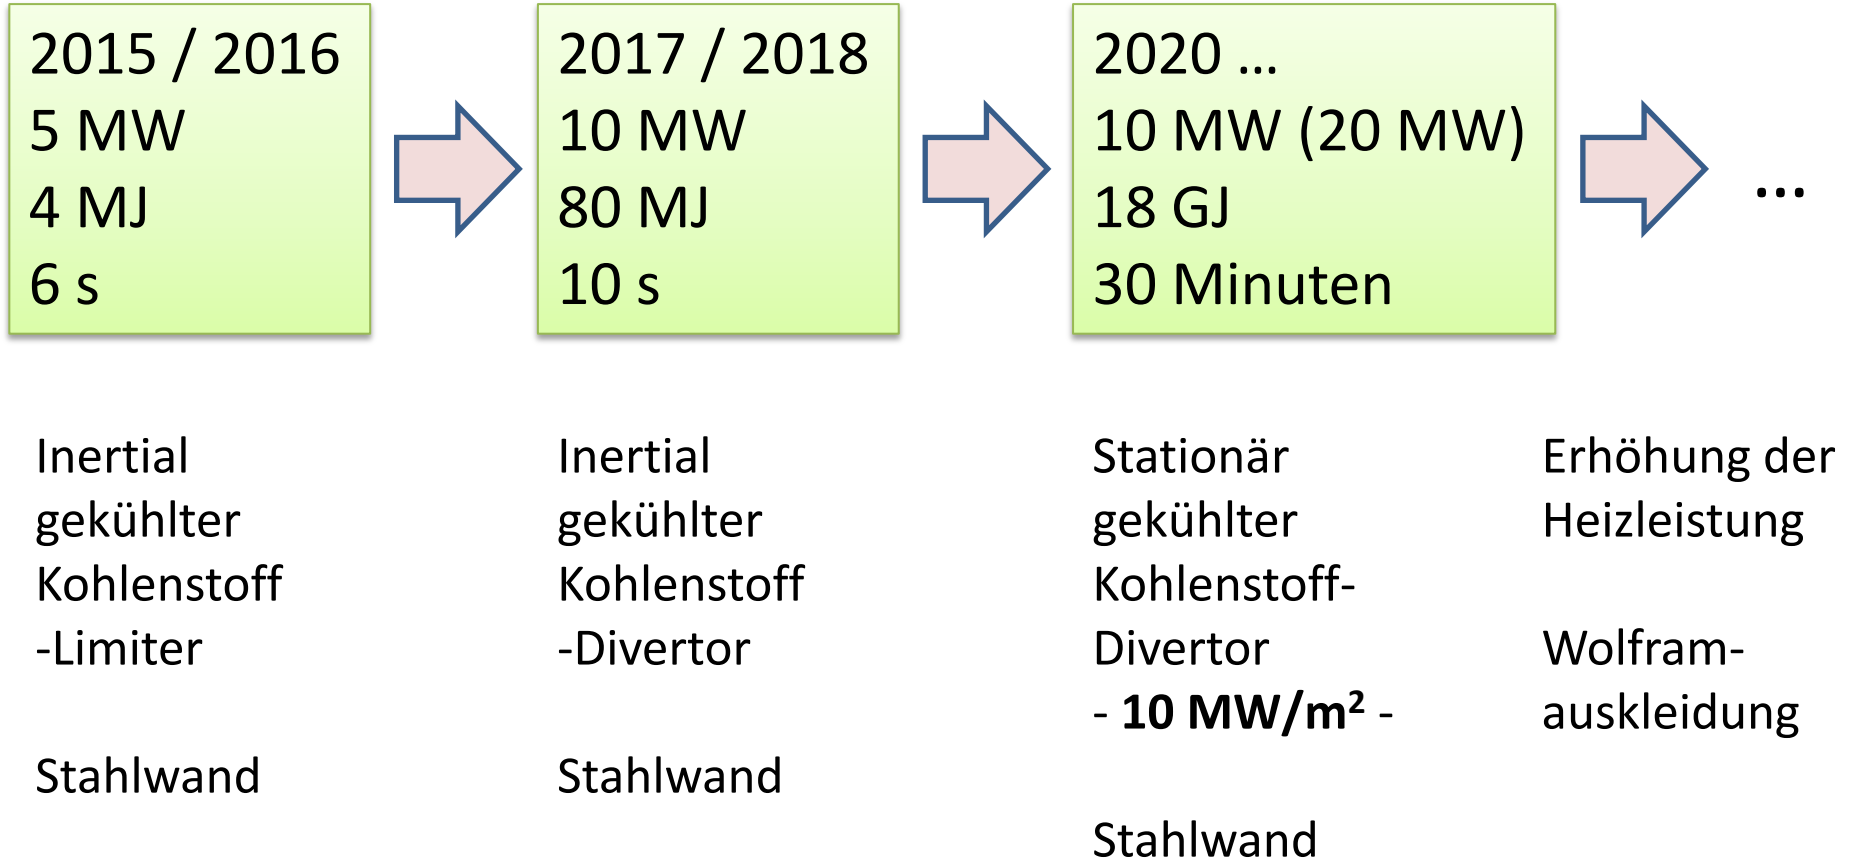 2015 / 2016
5 MW
4 MJ
6 s
2017 / 2018
10 MW
80 MJ
10 s
2020 ...
10 MW (20 MW)
18 GJ
30 Minuten
...
Inertial
gekühlter
Kohlenstoff
-Limiter
Stahlwand
Inertial
gekühlter
Kohlenstoff
-Divertor
Stahlwand
Stationär
gekühlter
Kohlenstoff-
Divertor
- 10 MW/m² -
Stahlwand
Erhöhung der
Heizleistung
Wolfram-
auskleidung